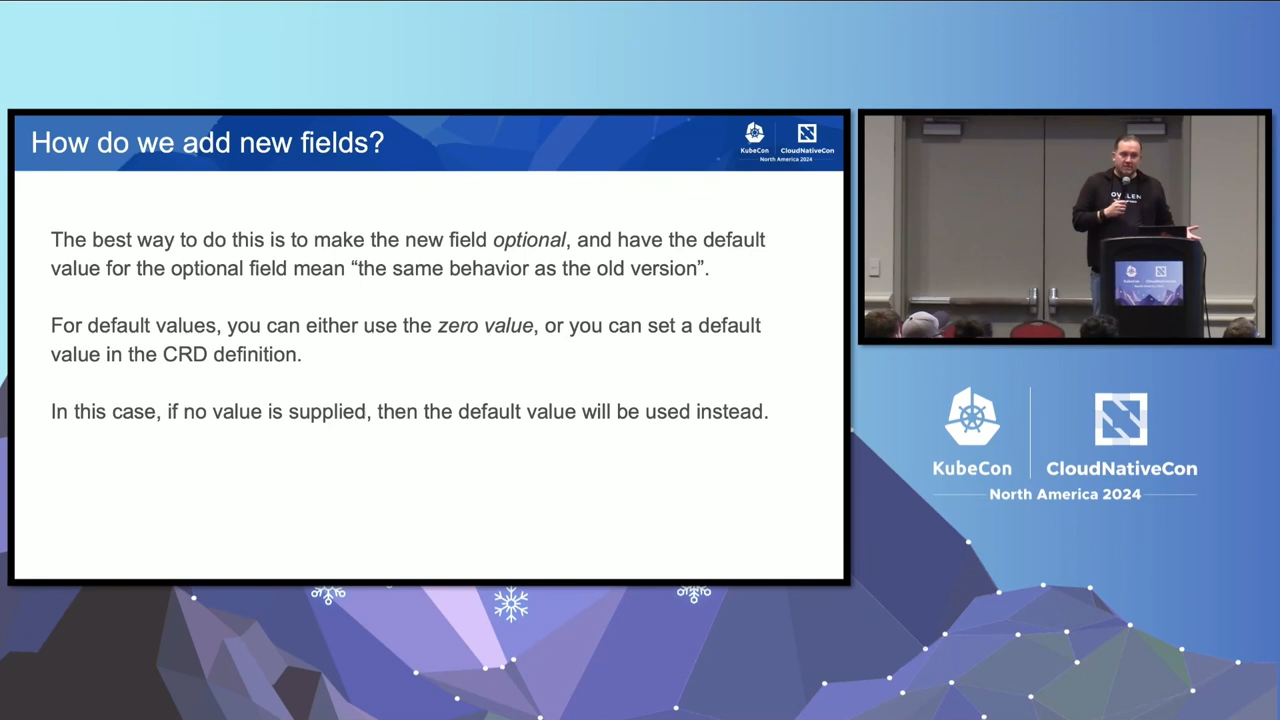 How do we add new fields?
KubeCon
CloudNativeCon
North America 2024
The best way to do this is to make the new field optional, and have the default
value for the optional field mean “the same behavior as the old version”.
For default values, you can either use the zero value, or you can set a default
value in the CRD definition.
In this case, if no value is supplied, then the default value will be used instead.
KubeCon
CloudNativeCon
North America 2024